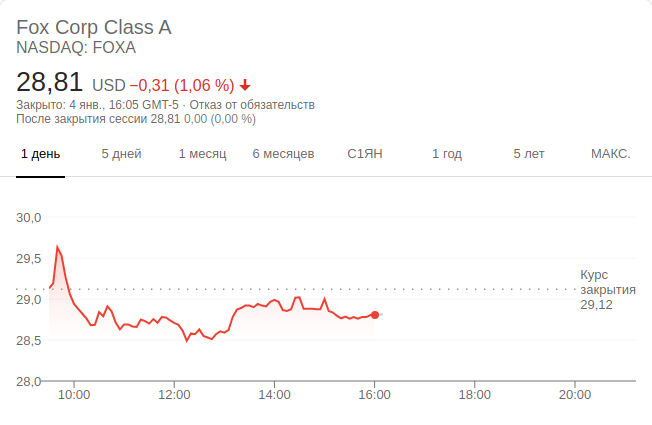 Fox Corp Class A
NASDAQ: FOXA
28,81 USD −0,31 (1,06 %)
Закрыто: 4 янв., 16:05 GMT-5 · Отказ от обязательств
После закрытия сессии 28,81 0,00 (0,00 %)
1 день 5 дней 1 месяц 6 месяцев С1ЯН 1 год 5 лет МАКС.
30,0
29,5
Курс
закрытия
29,12
29,0
28,5
28,0
10:00 12:00 14:00 16:00 18:00 20:00